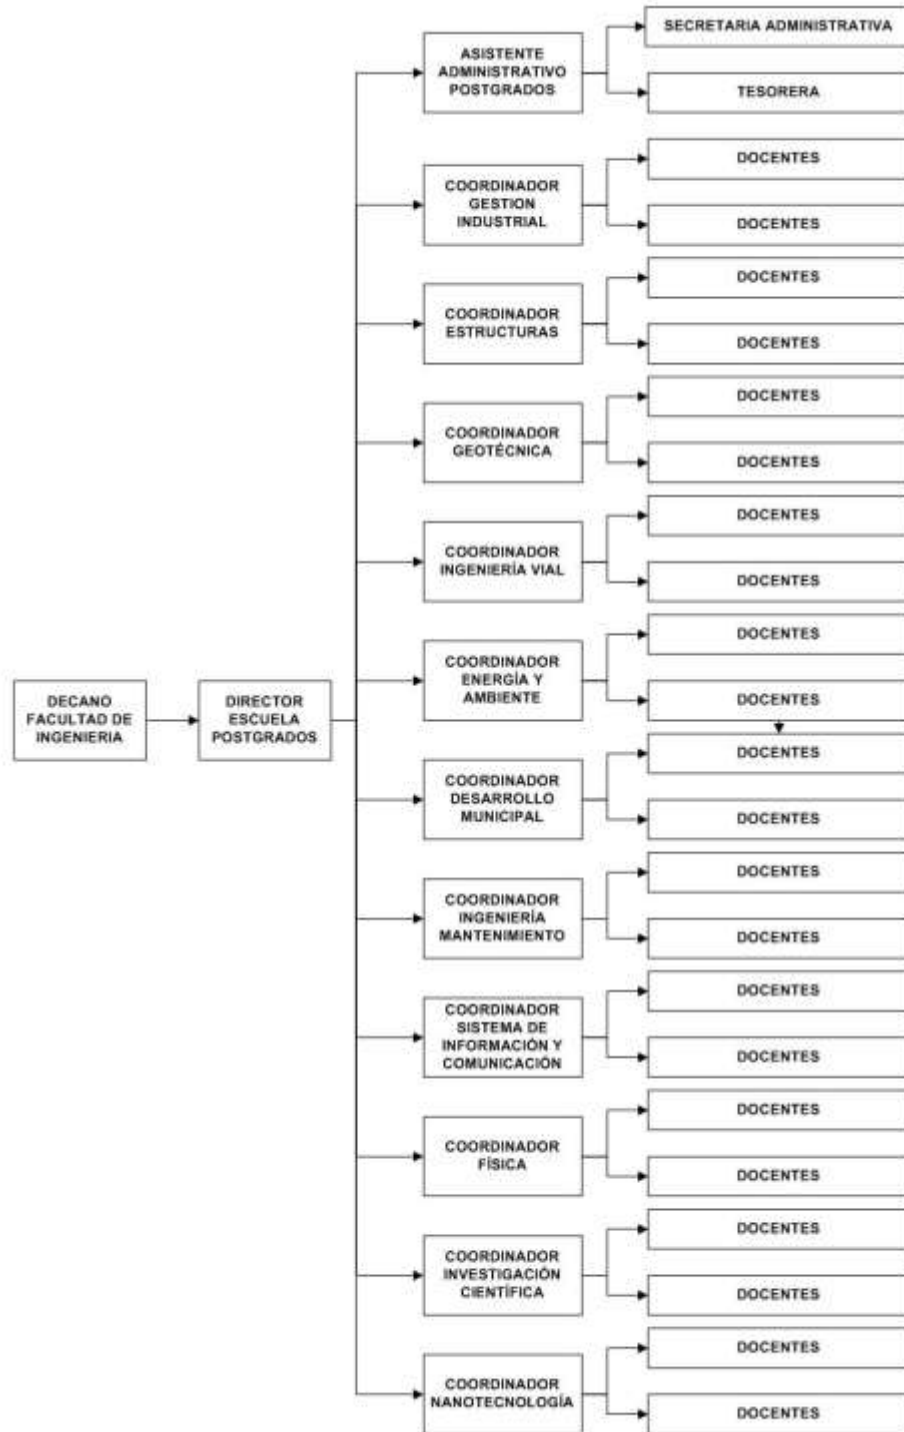 DECANO
FACULTAD DE
INGENIERIA
DIRECTOR
ESCUELA
POSTGRADOS
ASISTENTE
ADMINISTRATIVO
POSTGRADOS
SECRETARIA ADMINISTRATIVA
TESORERA
COORDINADOR
GESTION
INDUSTRIAL
DOCENTES
DOCENTES
COORDINADOR
ESTRUCTURAS
DOCENTES
DOCENTES
COORDINADOR
GEOTÉCNICA
DOCENTES
DOCENTES
COORDINADOR
INGENIERÍA VIAL
DOCENTES
DOCENTES
COORDINADOR
ENERGÍA Y
AMBIENTE
DOCENTES
DOCENTES
COORDINADOR
DESARROLLO
MUNICIPAL
DOCENTES
DOCENTES
COORDINADOR
INGENIERÍA
MANTENIMIENTO
DOCENTES
DOCENTES
COORDINADOR
SISTEMA DE
INFORMACIÓN Y
COMUNICACIÓN
DOCENTES
DOCENTES
COORDINADOR
FÍSICA
DOCENTES
DOCENTES
COORDINADOR
INVESTIGACIÓN
CIENTÍFICA
DOCENTES
DOCENTES
COORDINADOR
NANOTECNOLOGÍA
DOCENTES
DOCENTES